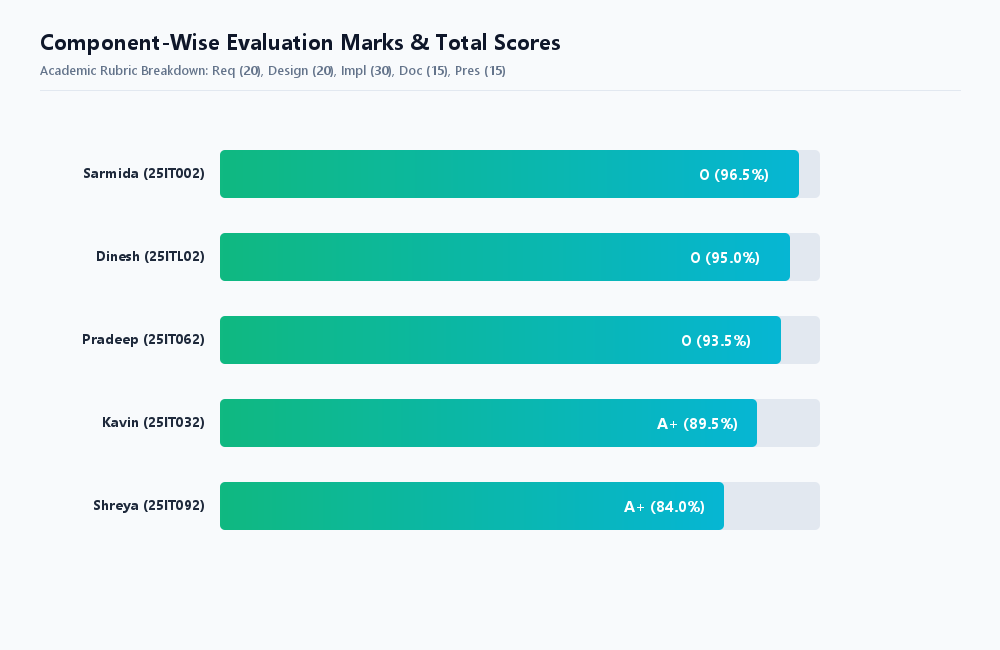 Component-Wise Evaluation Marks & Total Scores
Academic Rubric Breakdown: Req (20), Design (20), Impl (30), Doc (15), Pres (15)
Sarmida (25IT002) O (96.5%)
Dinesh (25ITL02) O (95.0%)
Pradeep (25IT062) O (93.5%)
Kavin (25IT032) A+ (89.5%)
Shreya (25IT092) A+ (84.0%)